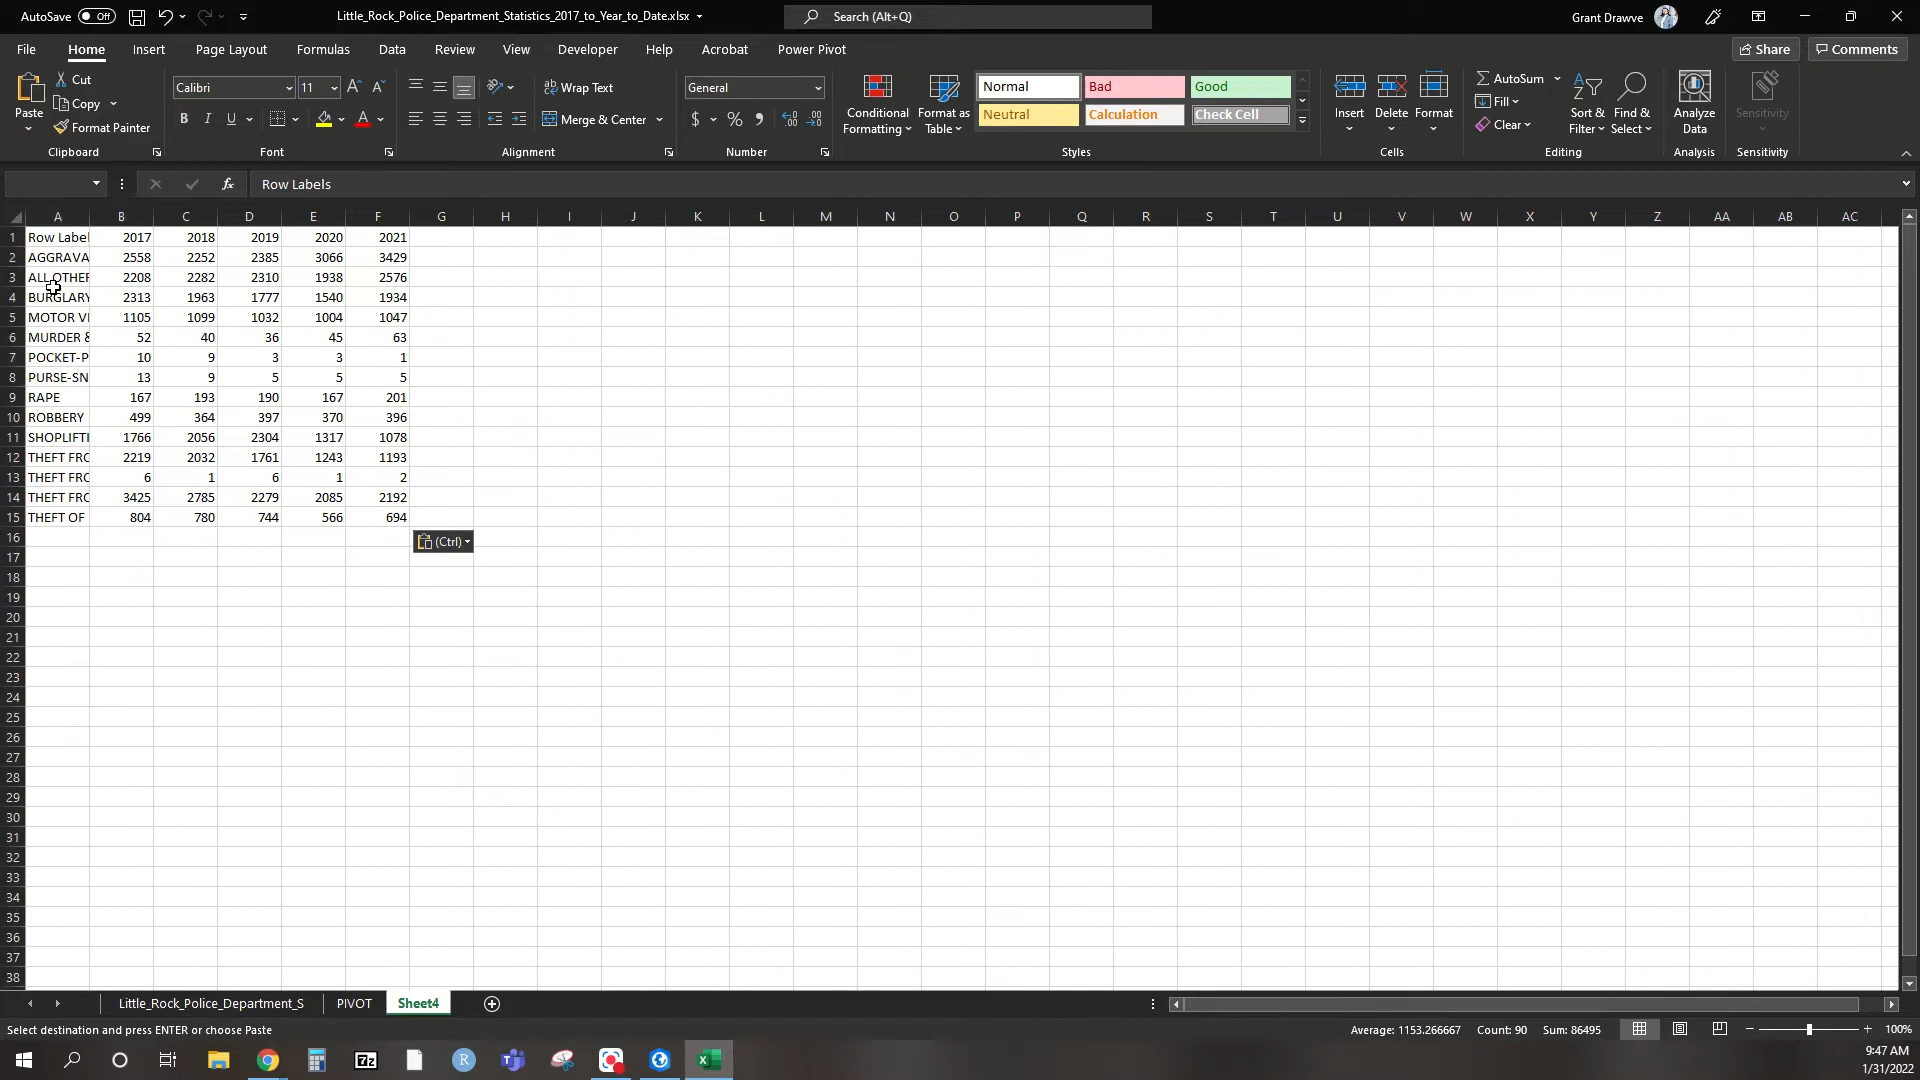 AutoSave Off Little_Rock_Police_Department_Statistics_2017_to_Year_to_Date.xlsx Search (Alt+Q) Grant Drawve
File Home Insert Page Layout Formulas Data Review View Developer Help Acrobat Power Pivot Share Comments
Paste Cut Copy Format Painter
Calibri 11
B I U A
Wrap Text
Merge & Center
General
$ %
Conditional Formatting Format as Table
Normal Bad Good
Neutral Calculation Check Cell
Insert Delete Format
AutoSum Fill Clear
Sort & Filter Find & Select
Analyze Data Sensitivity
Clipboard Font Alignment Number Styles Cells Editing Analysis Sensitivity
fx Row Labels
A B C D E F G H I J K L M N O P Q R S T U V W X Y Z AA AB AC
1 Row Label 2017 2018 2019 2020 2021
2 AGGRAVA 2558 2252 2385 3066 3429
3 ALL OTHER 2208 2282 2310 1938 2576
4 BURGLARY 2313 1963 1777 1540 1934
5 MOTOR VE 1105 1099 1032 1004 1047
6 MURDER & 52 40 36 45 63
7 POCKET-P 10 9 3 3 1
8 PURSE-SN 13 9 5 5 5
9 RAPE 167 193 190 167 201
10 ROBBERY 499 364 397 370 396
11 SHOPLIFTI 1766 2056 2304 1317 1078
12 THEFT FRO 2219 2032 1761 1243 1193
13 THEFT FRO 6 1 6 1 2
14 THEFT FRO 3425 2785 2279 2085 2192
15 THEFT OF 804 780 744 566 694
16 (Ctrl)
17
18
19
20
21
22
23
24
25
26
27
28
29
30
31
32
33
34
35
36
37
38
Little_Rock_Police_Department_S PIVOT Sheet4
Select destination and press ENTER or choose Paste Average: 1153.266667 Count: 90 Sum: 86495 100%
7z R
9:47 AM
1/31/2022